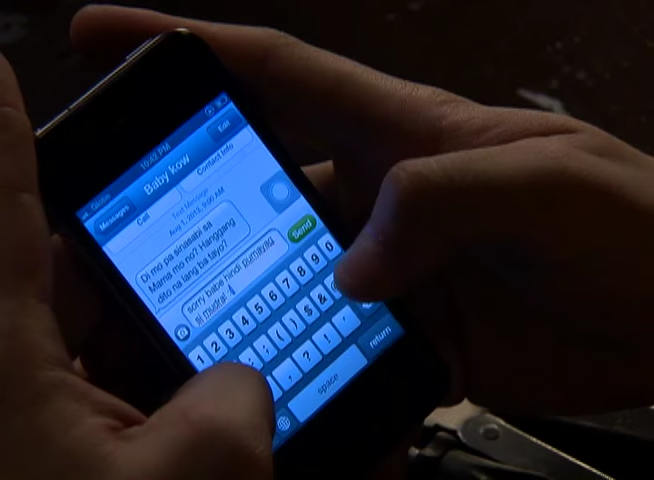 Globe 10:42 PM
Messages Baby kow Edit
Call Contact Info
Text Message
Aug 1, 2013, 9:00 AM
Di mo pa sinasabi sa
Mama mo no? Hanggang
dito na lang ba tayo?
sorry babe hindi pumayag
si mudra! :( Send
1 2 3 4 5 6 7 8 9 0
: ; ( ) $ &
. , ? ! '
space return